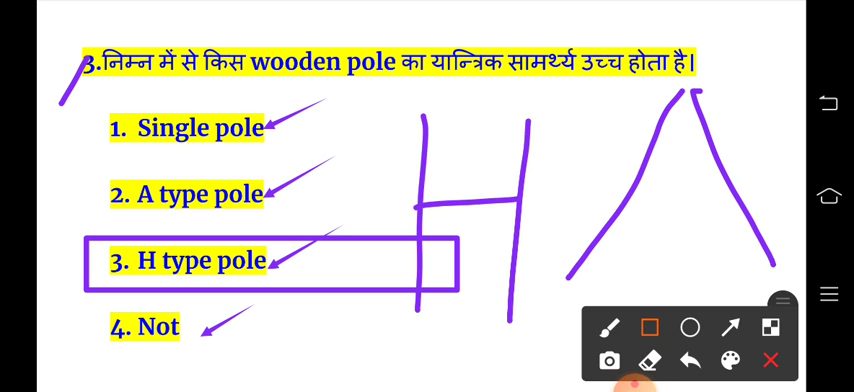 3.निम्न में से किस wooden pole का यान्त्रिक सामर्थ्य उच्च होता है।
1. Single pole
2. A type pole
3. H type pole
4. Not